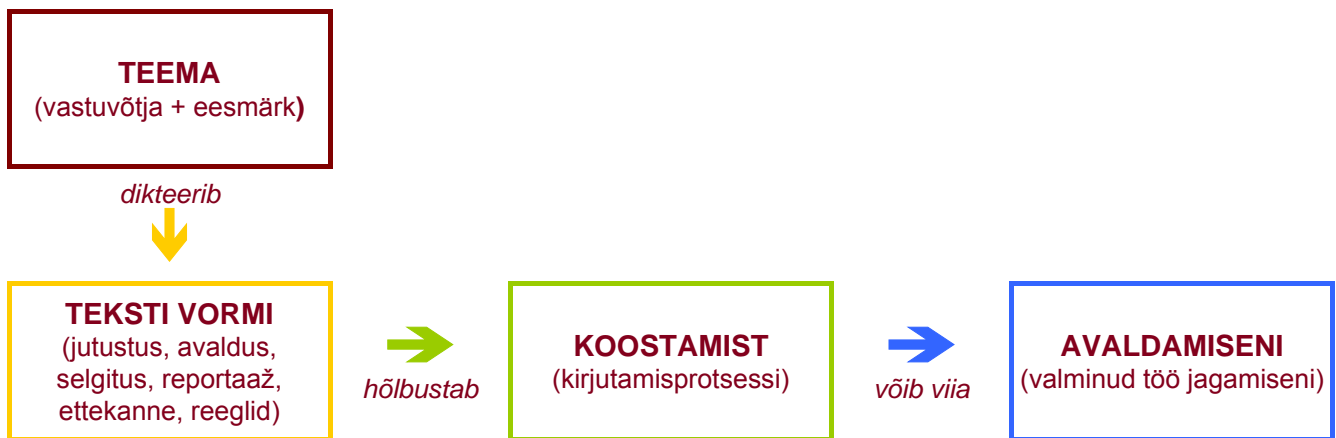 TEEMA
(vastuvõtja + eesmärk)
dikteerib
TEKSTI VORMI
(jutustus, avaldus,
selgitus, reportaaž,
ettekanne, reeglid)
hõlbustab
KOOSTAMIST
(kirjutamisprotsessi)
võib viia
AVALDAMISENI
(valminud töö jagamiseni)